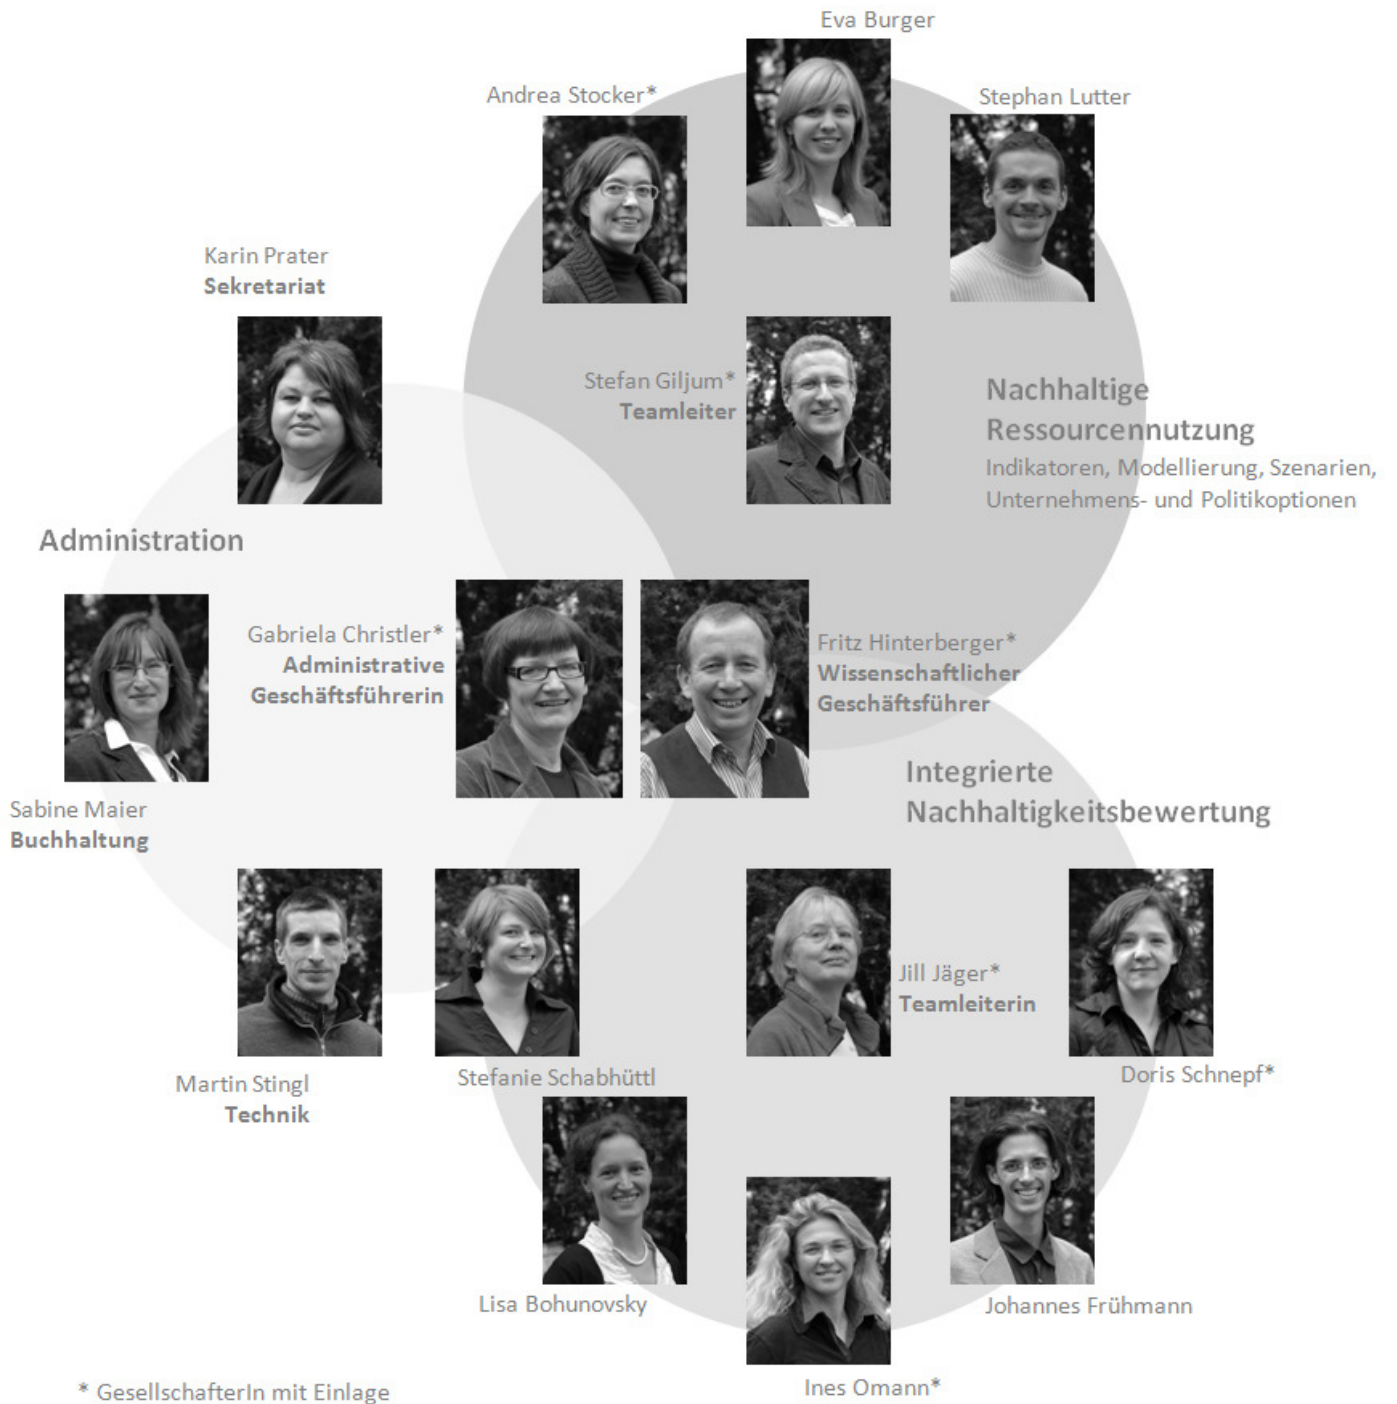 Eva Burger
Andrea Stocker*
Stephan Lutter
Karin Prater
Sekretariat
Stefan Giljum*
Teamleiter
Nachhaltige
Ressourcennutzung
Indikatoren, Modellierung, Szenarien,
Unternehmens- und Politikoptionen
Administration
Gabriela Christler*
Administrative
Geschäftsführerin
Fritz Hinterberger*
Wissenschaftlicher
Geschäftsführer
Integrierte
Nachhaltigkeitsbewertung
Sabine Maier
Buchhaltung
Jill Jäger*
Teamleiterin
Martin Stingl
Technik
Stefanie Schabhüttl
Doris Schnepf*
Lisa Bohunovsky
Johannes Frühmann
Ines Omann*
* GesellschafterIn mit Einlage